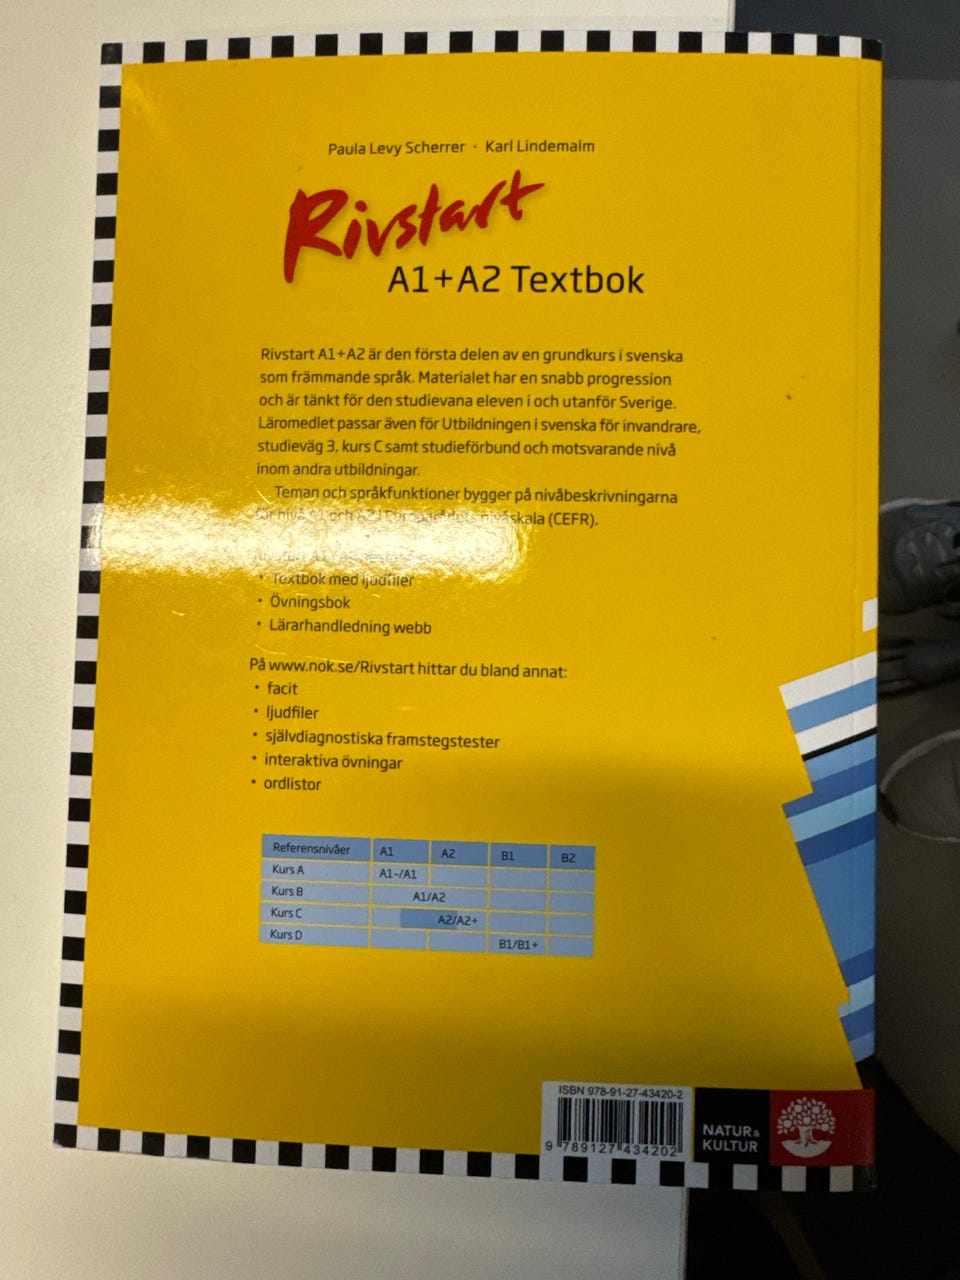 Paula Levy Scherrer · Karl Lindemalm
Rivstart
A1+A2 Textbok
Rivstart A1+A2 är den första delen av en grundkurs i svenska
som främmande språk. Materialet har en snabb progression
och är tänkt för den studievana eleven i och utanför Sverige.
Läromedlet passar även för Utbildningen i svenska för invandrare,
studieväg 3, kurs C samt studieförbund och motsvarande nivå
inom andra utbildningar.
Teman och språkfunktioner bygger på nivåbeskrivningarna
för nivå A1 och A2 i Europarådets nivåskala (CEFR).
• Textbok med ljudfiler
• Övningsbok
• Lärarhandledning webb
På www.nok.se/Rivstart hittar du bland annat:
• facit
• ljudfiler
• självdiagnostiska framstegstester
• interaktiva övningar
• ordlistor
Referensnivåer A1 A2 B1 B2
Kurs A A1-/A1
Kurs B A1/A2
Kurs C A2/A2+
Kurs D B1/B1+
ISBN 978-91-27-43420-2
9 789127 434202
NATUR &
KULTUR